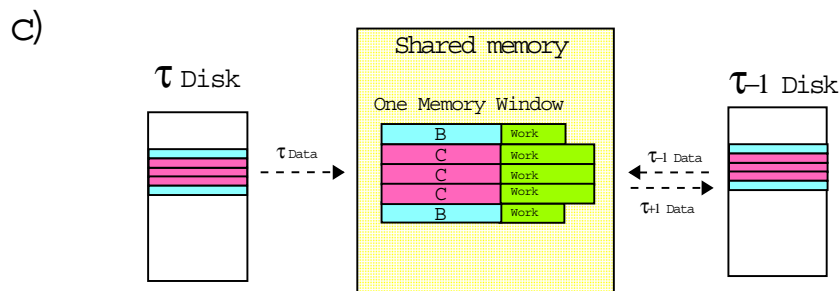 c)
Shared memory
τ Disk
τ-1 Disk
One Memory Window
B Work
C Work
C Work
C Work
B Work
τ Data
τ-1 Data
τ+1 Data